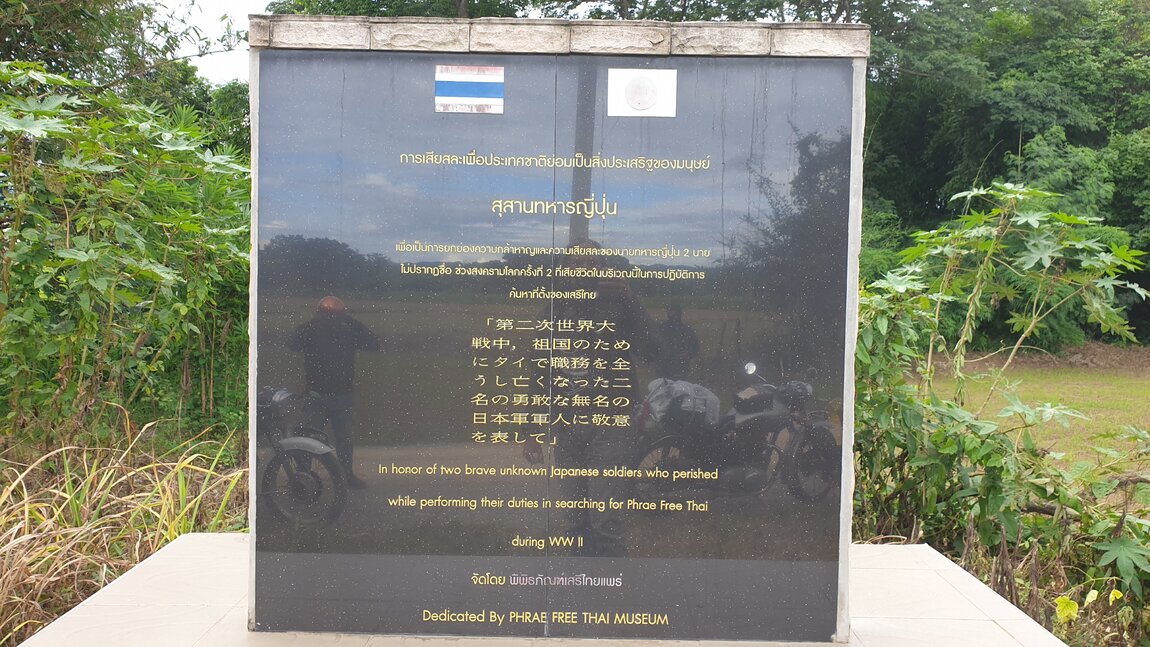 การเสียสละเพื่อประเทศชาติย่อมเป็นสิ่งประเสริฐของมนุษย์
สุสานทหารญี่ปุ่น
เพื่อเป็นการยกย่องความกล้าหาญและความเสียสละของนายทหารญี่ปุ่น 2 นาย
ไม่ปรากฏชื่อ ช่วงสงครามโลกครั้งที่ 2 ที่เสียชีวิตในบริเวณนี้ในการปฏิบัติการ
ค้นหาที่ตั้งของเสรีไทย
「第二次世界大
戦中，祖国のため
にタイで職務を全
うし亡くなった二
名の勇敢な無名の
日本軍軍人に敬意
を表して」
In honor of two brave unknown Japanese soldiers who perished
while performing their duties in searching for Phrae Free Thai
during WW II
จัดโดย พิพิธภัณฑ์เสรีไทยแพร่
Dedicated By PHRAE FREE THAI MUSEUM